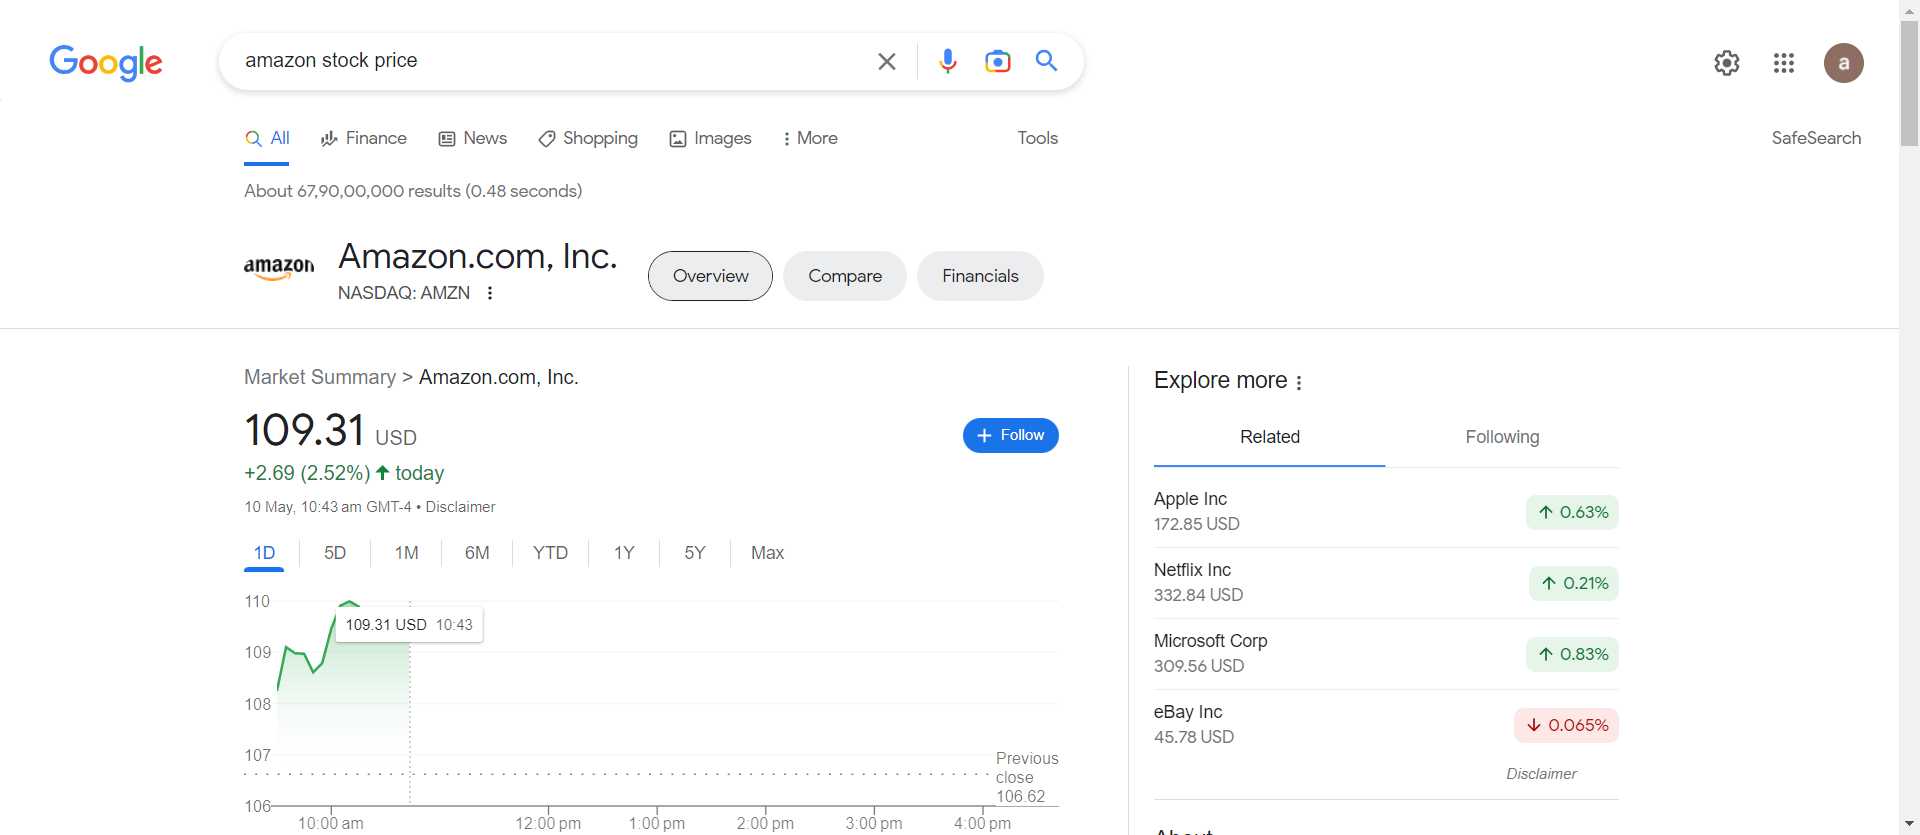 Google
amazon stock price
a
All
Finance
News
Shopping
Images
More
Tools
SafeSearch
About 67,90,00,000 results (0.48 seconds)
amazon
Amazon.com, Inc.
NASDAQ: AMZN
Overview
Compare
Financials
Market Summary > Amazon.com, Inc.
109.31 USD
+ Follow
+2.69 (2.52%) today
10 May, 10:43 am GMT-4 • Disclaimer
1D
5D
1M
6M
YTD
1Y
5Y
Max
110
109.31 USD 10:43
109
108
107
Previous
close
106.62
106
10:00 am
12:00 pm
1:00 pm
2:00 pm
3:00 pm
4:00 pm
Explore more
Related
Following
Apple Inc
172.85 USD
0.63%
Netflix Inc
332.84 USD
0.21%
Microsoft Corp
309.56 USD
0.83%
eBay Inc
45.78 USD
0.065%
Disclaimer
About